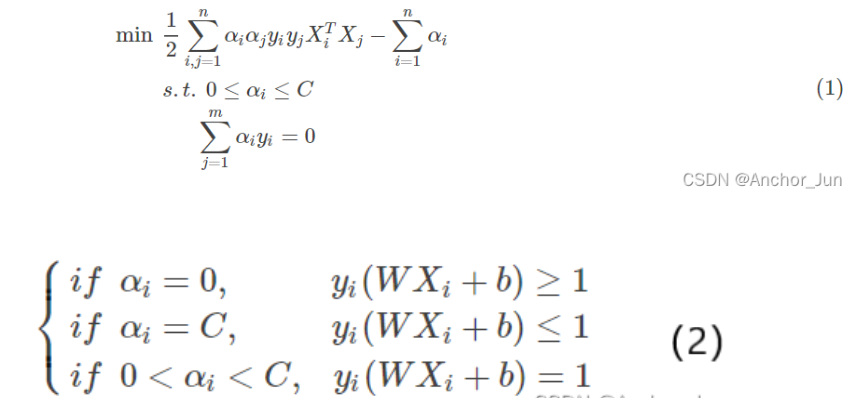 min 1/2 ∑_{i,j=1}^{n} α_i α_j y_i y_j X_i^T X_j − ∑_{i=1}^{n} α_i
s.t. 0 ≤ α_i ≤ C (1)
∑_{j=1}^{m} α_i y_i = 0
CSDN @Anchor_Jun
if α_i = 0, y_i(WX_i + b) ≥ 1
if α_i = C, y_i(WX_i + b) ≤ 1 (2)
if 0 < α_i < C, y_i(WX_i + b) = 1